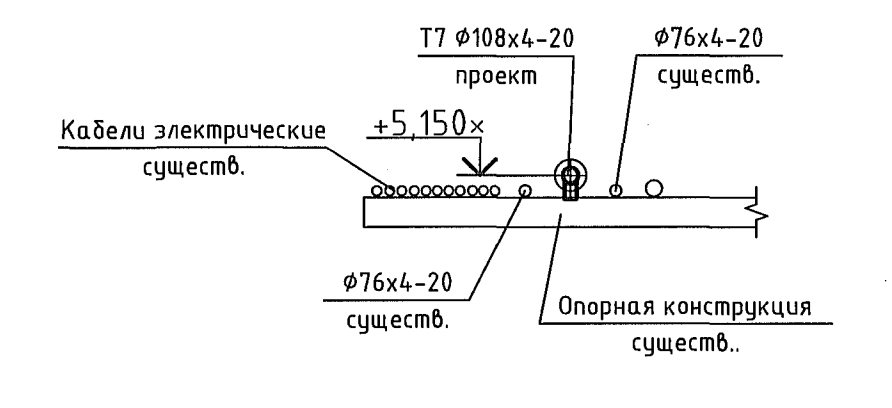 Т7 Ф108х4-20
проект
Ф76х4-20
существ.
Кабели электрические
существ.
+5,150×
Ф76х4-20
существ.
Опорная конструкция
существ..